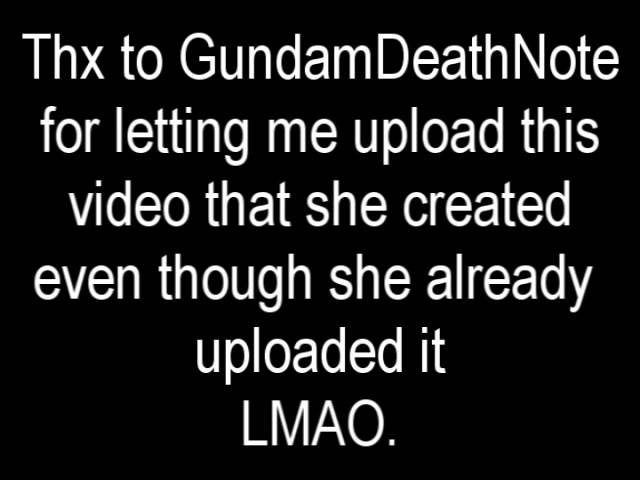 Thx to GundamDeathNote
for letting me upload this
video that she created
even though she already
uploaded it
LMAO.